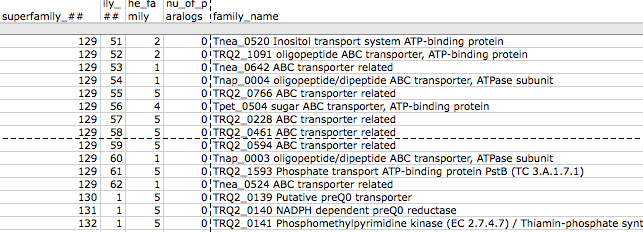 ily_ he_fa nu_of_p
superfamily_## ## mily aralogs family_name
129 51 2 0 Tnea_0520 Inositol transport system ATP-binding protein
129 52 2 0 TRQ2_1091 oligopeptide ABC transporter, ATP-binding protein
129 53 1 0 Tnea_0642 ABC transporter related
129 54 1 0 Tnap_0004 oligopeptide/dipeptide ABC transporter, ATPase subunit
129 55 5 0 TRQ2_0766 ABC transporter related
129 56 4 0 Tpet_0504 sugar ABC transporter, ATP-binding protein
129 57 5 0 TRQ2_0228 ABC transporter related
129 58 5 0 TRQ2_0461 ABC transporter related
129 59 5 0 TRQ2_0594 ABC transporter related
129 60 1 0 Tnap_0003 oligopeptide/dipeptide ABC transporter, ATPase subunit
129 61 5 0 TRQ2_1593 Phosphate transport ATP-binding protein PstB (TC 3.A.1.7.1)
129 62 1 0 Tnea_0524 ABC transporter related
130 1 5 0 TRQ2_0139 Putative preQ0 transporter
131 1 5 0 TRQ2_0140 NADPH dependent preQ0 reductase
132 1 5 0 TRQ2_0141 Phosphomethylpyrimidine kinase (EC 2.7.4.7) / Thiamin-phosphate synt